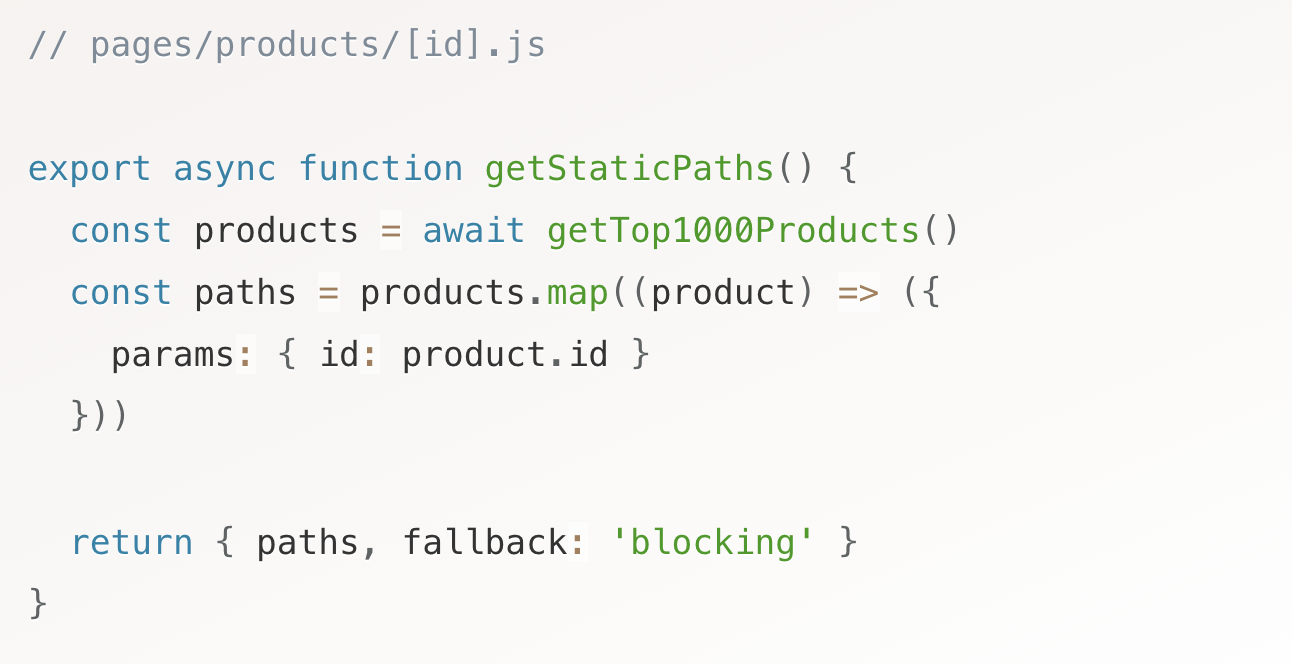 // pages/products/[id].js
export async function getStaticPaths() {
  const products = await getTop1000Products()
  const paths = products.map((product) => ({
    params: { id: product.id }
  }))
  return { paths, fallback: 'blocking' }
}